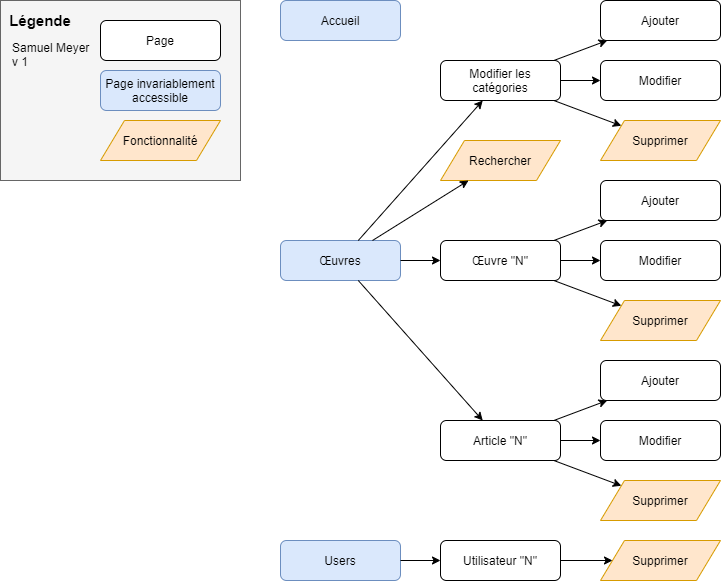 Légende
Samuel Meyer
v 1
Page
Page invariablement
accessible
Fonctionnalité
Accueil
Modifier les
catégories
Ajouter
Modifier
Supprimer
Rechercher
Œuvres
Œuvre "N"
Ajouter
Modifier
Supprimer
Article "N"
Ajouter
Modifier
Supprimer
Users
Utilisateur "N"
Supprimer